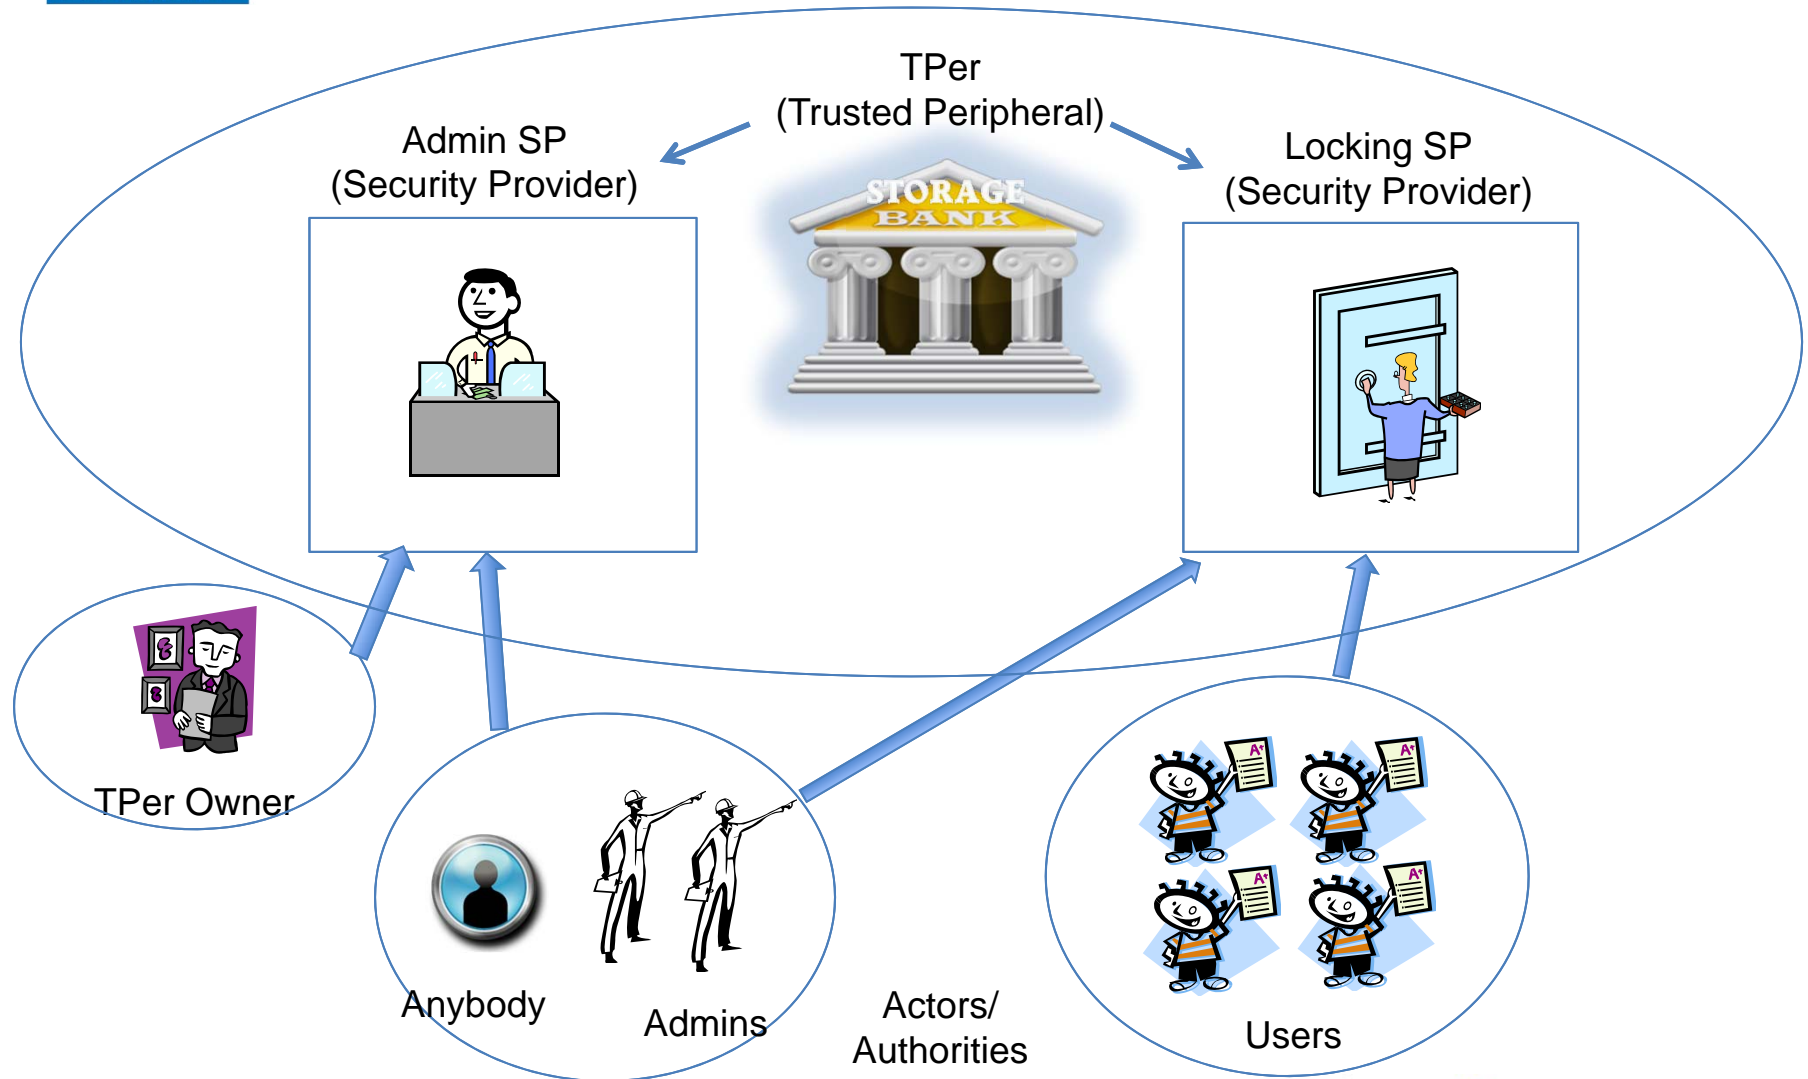 TPer
(Trusted Peripheral)
Admin SP
(Security Provider)
Locking SP
(Security Provider)
STORAGE
BANK
TPer Owner
Anybody
Admins
Actors/
Authorities
A+
A+
A+
A+
Users